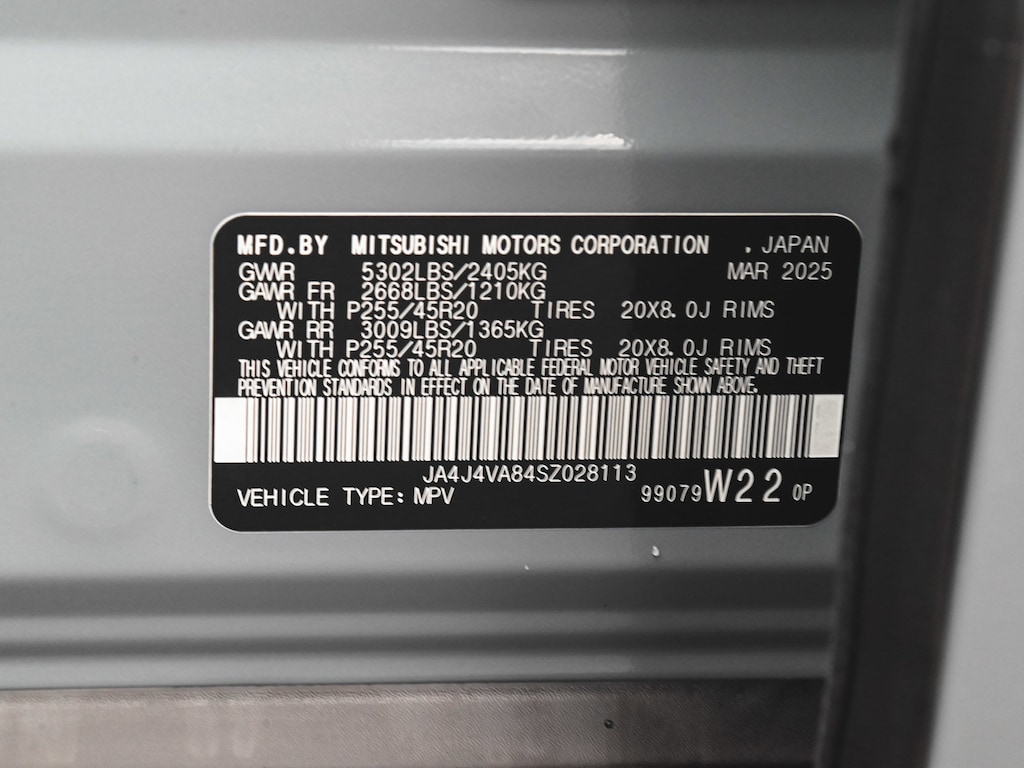 MFD.BY MITSUBISHI MOTORS CORPORATION , JAPAN
GVWR 5302LBS/2405KG MAR 2025
GAWR FR 2668LBS/1210KG
WITH P255/45R20 TIRES 20X8.0J RIMS
GAWR RR 3009LBS/1365KG
WITH P255/45R20 TIRES 20X8.0J RIMS
THIS VEHICLE CONFORMS TO ALL APPLICABLE FEDERAL MOTOR VEHICLE SAFETY AND THEFT
PREVENTION STANDARDS IN EFFECT ON THE DATE OF MANUFACTURE SHOWN ABOVE.
JA4J4VA84SZ028113
VEHICLE TYPE: MPV 99079 W22 0P